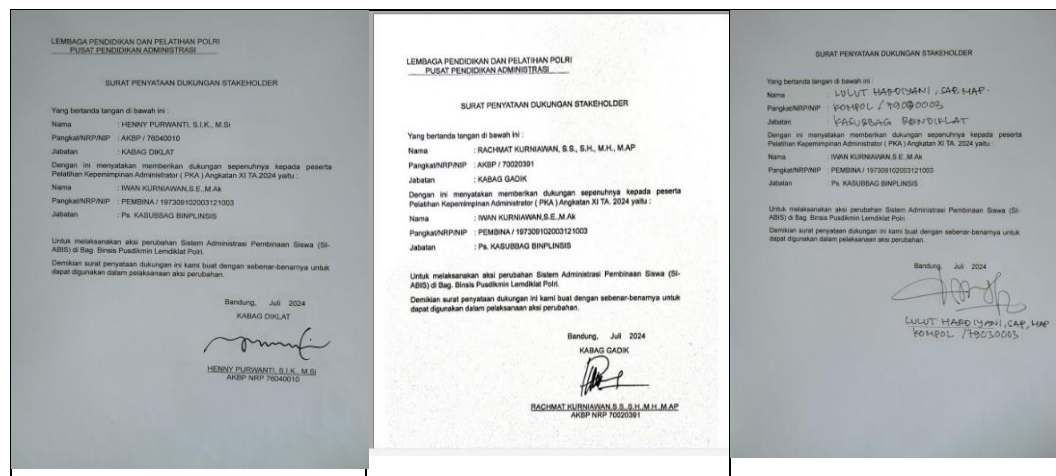 LEMBAGA PENDIDIKAN DAN PELATIHAN POLRI
PUSAT PENDIDIKAN ADMINISTRASI
SURAT PENYATAAN DUKUNGAN STAKEHOLDER
Yang bertanda tangan di bawah ini :
Nama : HENNY PURWANTI, S.I.K., M.Si
Pangkat/NRP/NIP : AKBP / 76040010
Jabatan : KABAG DIKLAT
Dengan ini menyatakan memberikan dukungan sepenuhnya kepada peserta
Pelatihan Kepemimpinan Administrator ( PKA ) Angkatan XI TA.2024 yaitu :
Nama : IWAN KURNIAWAN.S.E.,M.Ak
Pangkat/NRP/NIP : PEMBINA / 197309102003121003
Jabatan : Ps. KASUBBAG BINPLINSIS
Untuk melaksanakan aksi perubahan Sistem Administrasi Pembinaan Siswa (SI-
ABIS) di Bag. Binsis Pusdikmin Lemdiklat Polri.
Demikian surat penyataan dukungan ini kami buat dengan sebenar-benarnya untuk
dapat digunakan dalam pelaksanaan aksi perubahan.
Bandung, Juli 2024
KABAG DIKLAT
HENNY PURWANTI, S.I.K., M.Si
AKBP NRP 76040010
LEMBAGA PENDIDIKAN DAN PELATIHAN POLRI
PUSAT PENDIDIKAN ADMINISTRASI
SURAT PENYATAAN DUKUNGAN STAKEHOLDER
Yang bertanda tangan di bawah ini :
Nama : RACHMAT KURNIAWAN, S.S., S.H., M.H., M.AP
Pangkat/NRP/NIP : AKBP / 70020391
Jabatan : KABAG GADIK
Dengan ini menyatakan memberikan dukungan sepenuhnya kepada peserta
Pelatihan Kepemimpinan Administrator ( PKA ) Angkatan XI TA. 2024 yaitu :
Nama : IWAN KURNIAWAN,S.E.,M.Ak
Pangkat/NRP/NIP : PEMBINA / 197309102003121003
Jabatan : Ps. KASUBBAG BINPLINSIS
Untuk melaksanakan aksi perubahan Sistem Administrasi Pembinaan Siswa (SI-
ABIS) di Bag. Binsis Pusdikmin Lemdiklat Polri.
Demikian surat penyataan dukungan ini kami buat dengan sebenar-benarnya untuk
dapat digunakan dalam pelaksanaan aksi perubahan.
Bandung, Juli 2024
KABAG GADIK
RACHMAT KURNIAWAN,S.S.,S.H.,M.H.,M.AP
AKBP NRP 70020391
SURAT PENYATAAN DUKUNGAN STAKEHOLDER
Yang bertanda tangan di bawah ini :
Nama : LULUT HARDIYANI, SAP, MAP.
Pangkat/NRP/NIP : KOMPOL / 79030003
Jabatan : KASUBBAG RENDIKLAT
Dengan ini menyatakan memberikan dukungan sepenuhnya kepada peserta
Pelatihan Kepemimpinan Administrator ( PKA ) Angkatan XI TA. 2024 yaitu :
Nama : IWAN KURNIAWAN,S.E.,M.Ak
Pangkat/NRP/NIP : PEMBINA / 197309102003121003
Jabatan : Ps. KASUBBAG BINPLINSIS
Untuk melaksanakan aksi perubahan Sistem Administrasi Pembinaan Siswa (SI-
ABIS) di Bag. Binsis Pusdikmin Lemdiklat Polri.
Demikian surat penyataan dukungan ini kami buat dengan sebenar-benarnya untuk
dapat digunakan dalam pelaksanaan aksi perubahan.
Bandung, Juli 2024
LULUT HARDIYANI, SAP, MAP
KOMPOL / 79030003